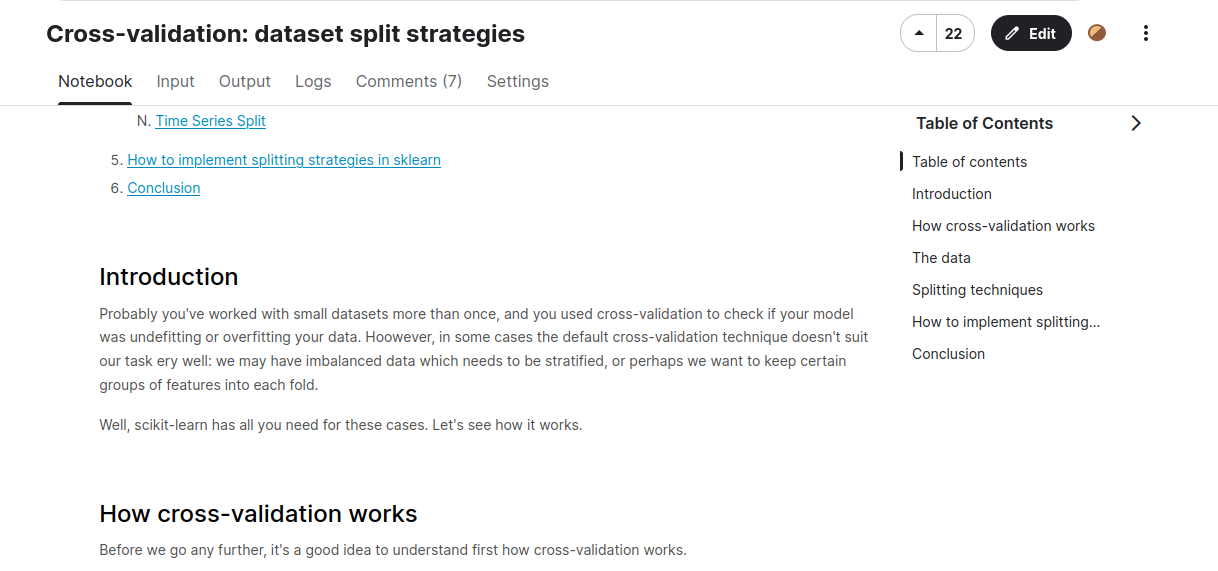 Cross-validation: dataset split strategies
22
Edit
Notebook
Input
Output
Logs
Comments (7)
Settings
N. Time Series Split
5. How to implement splitting strategies in sklearn
6. Conclusion
Introduction
Probably you've worked with small datasets more than once, and you used cross-validation to check if your model
was undefitting or overfitting your data. Hoowever, in some cases the default cross-validation technique doesn't suit
our task ery well: we may have imbalanced data which needs to be stratified, or perhaps we want to keep certain
groups of features into each fold.
Well, scikit-learn has all you need for these cases. Let's see how it works.
How cross-validation works
Before we go any further, it's a good idea to understand first how cross-validation works.
Table of Contents
Table of contents
Introduction
How cross-validation works
The data
Splitting techniques
How to implement splitting...
Conclusion